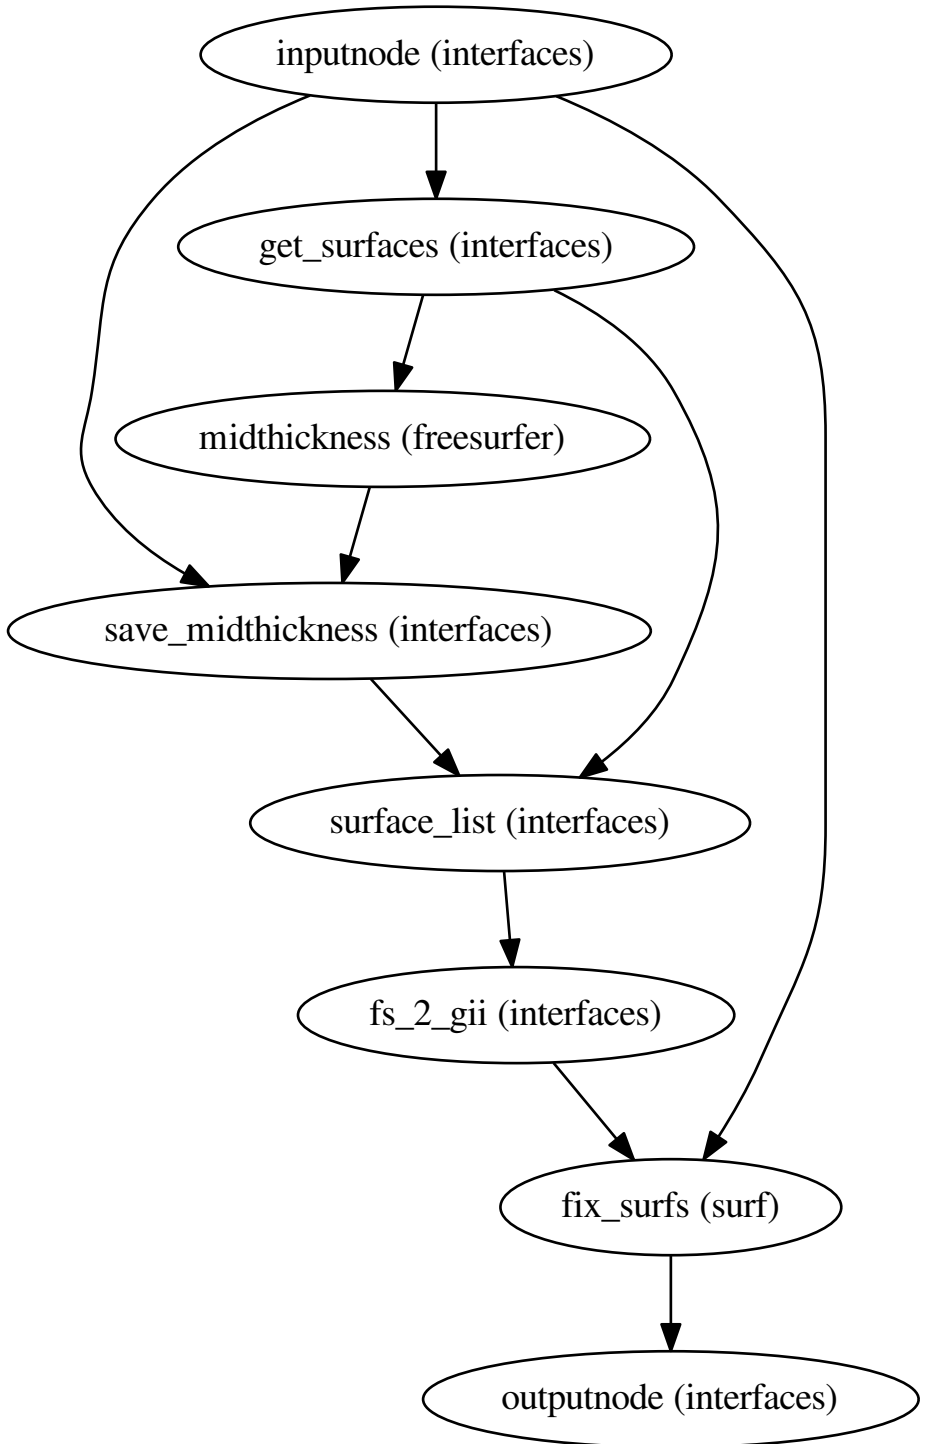 inputnode (interfaces)
get_surfaces (interfaces)
midthickness (freesurfer)
save_midthickness (interfaces)
surface_list (interfaces)
fs_2_gii (interfaces)
fix_surfs (surf)
outputnode (interfaces)